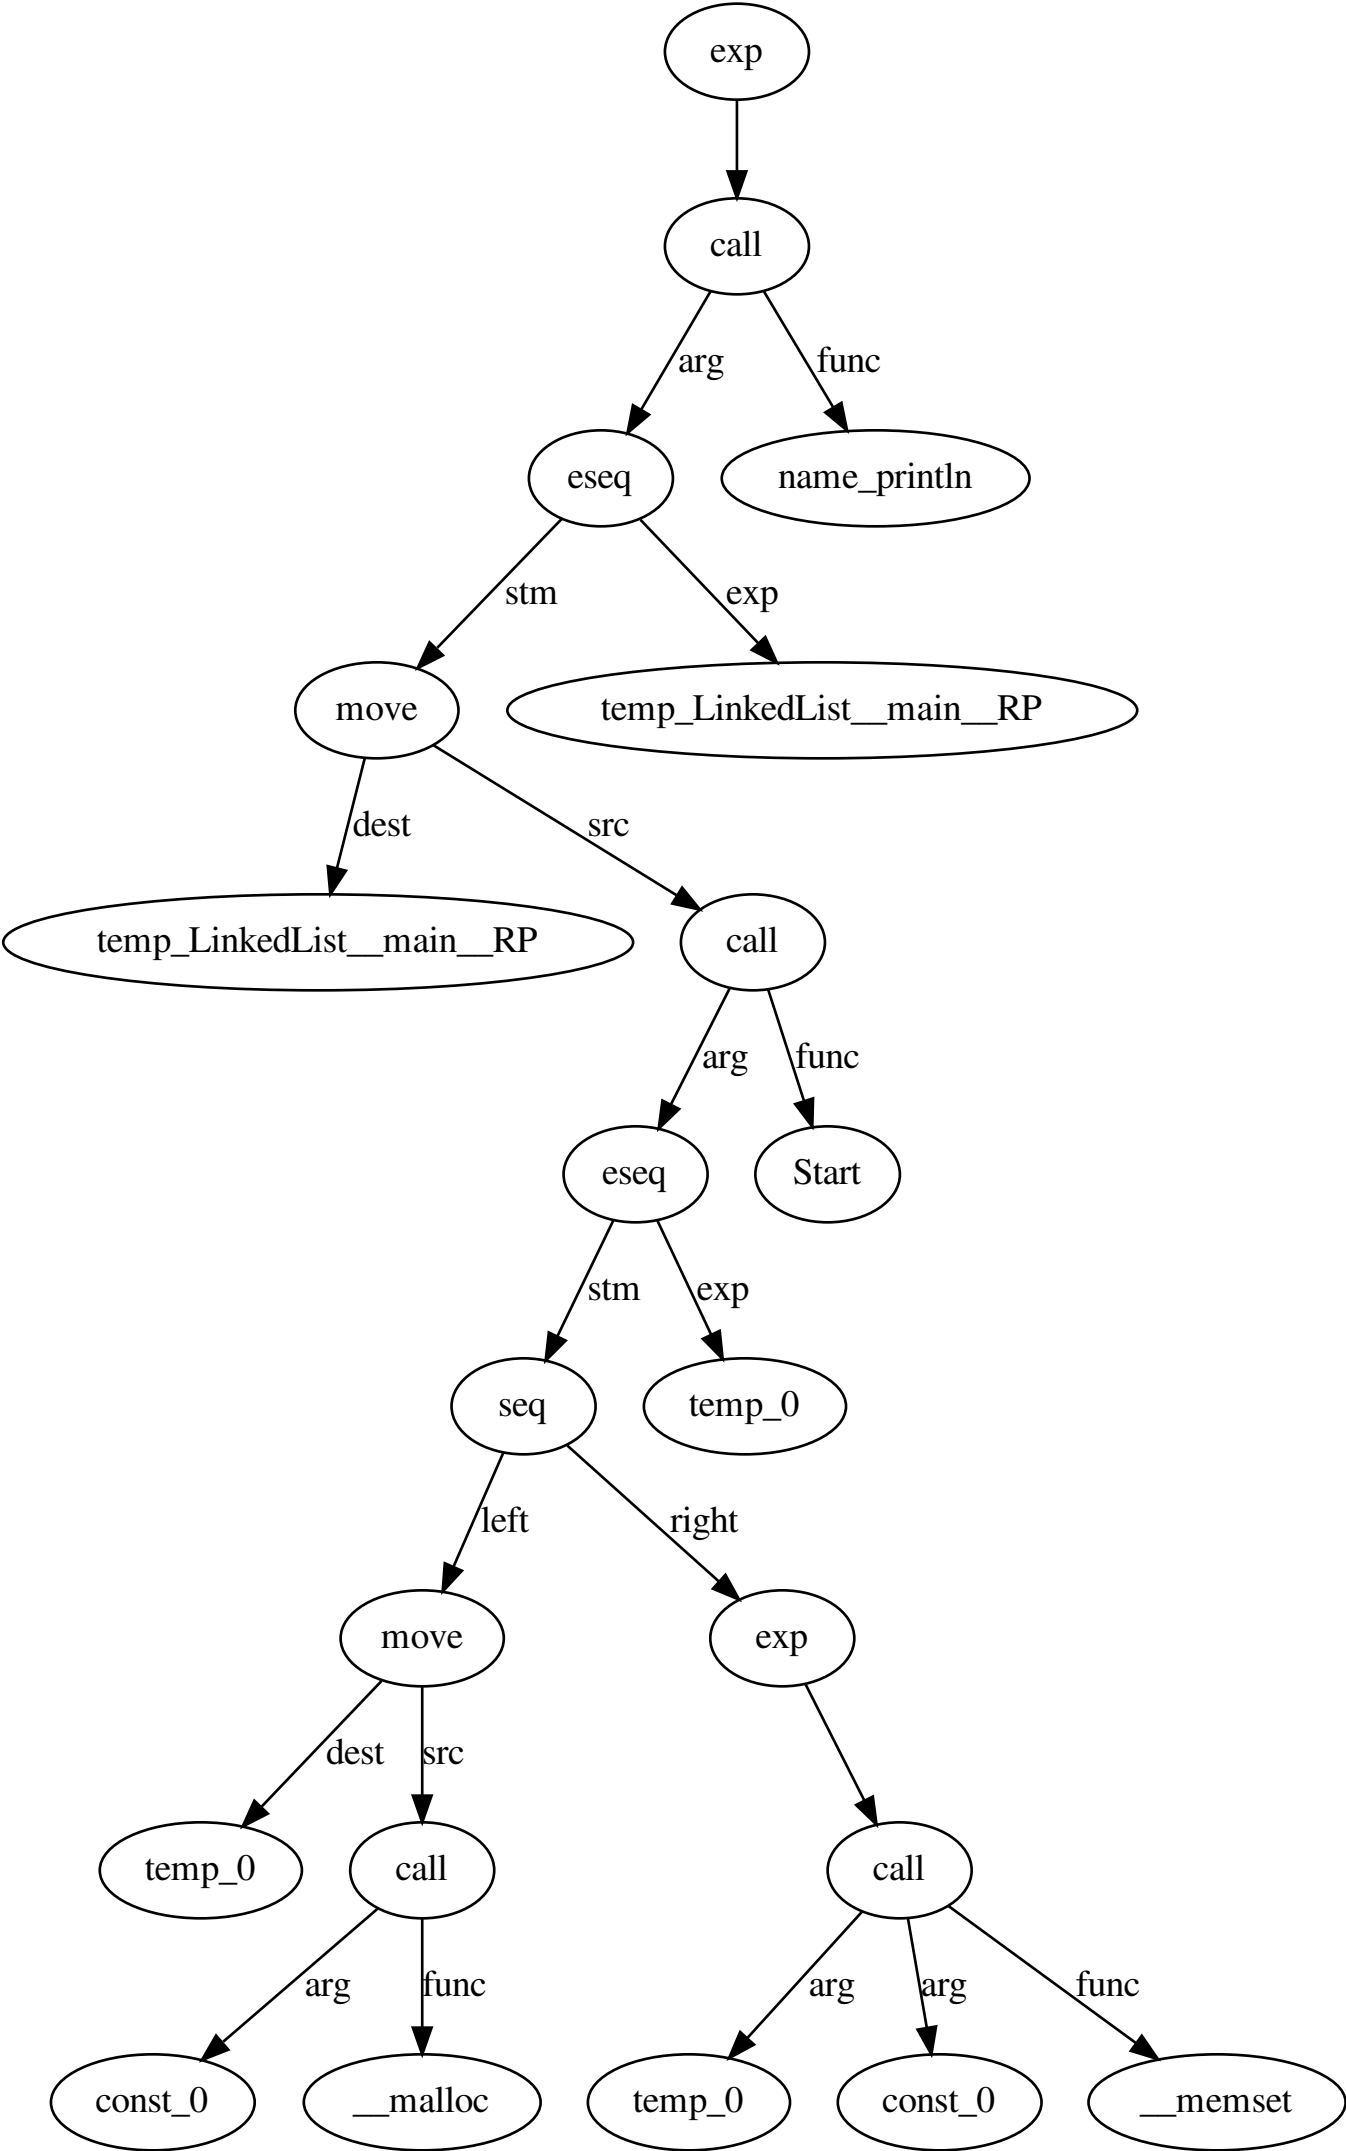 exp
call
arg
func
eseq
name_println
stm
exp
move
temp_LinkedList__main__RP
dest
src
temp_LinkedList__main__RP
call
arg
func
eseq
Start
stm
exp
seq
temp_0
left
right
move
exp
dest
src
temp_0
call
call
arg
func
arg
arg
func
const_0
__malloc
temp_0
const_0
__memset